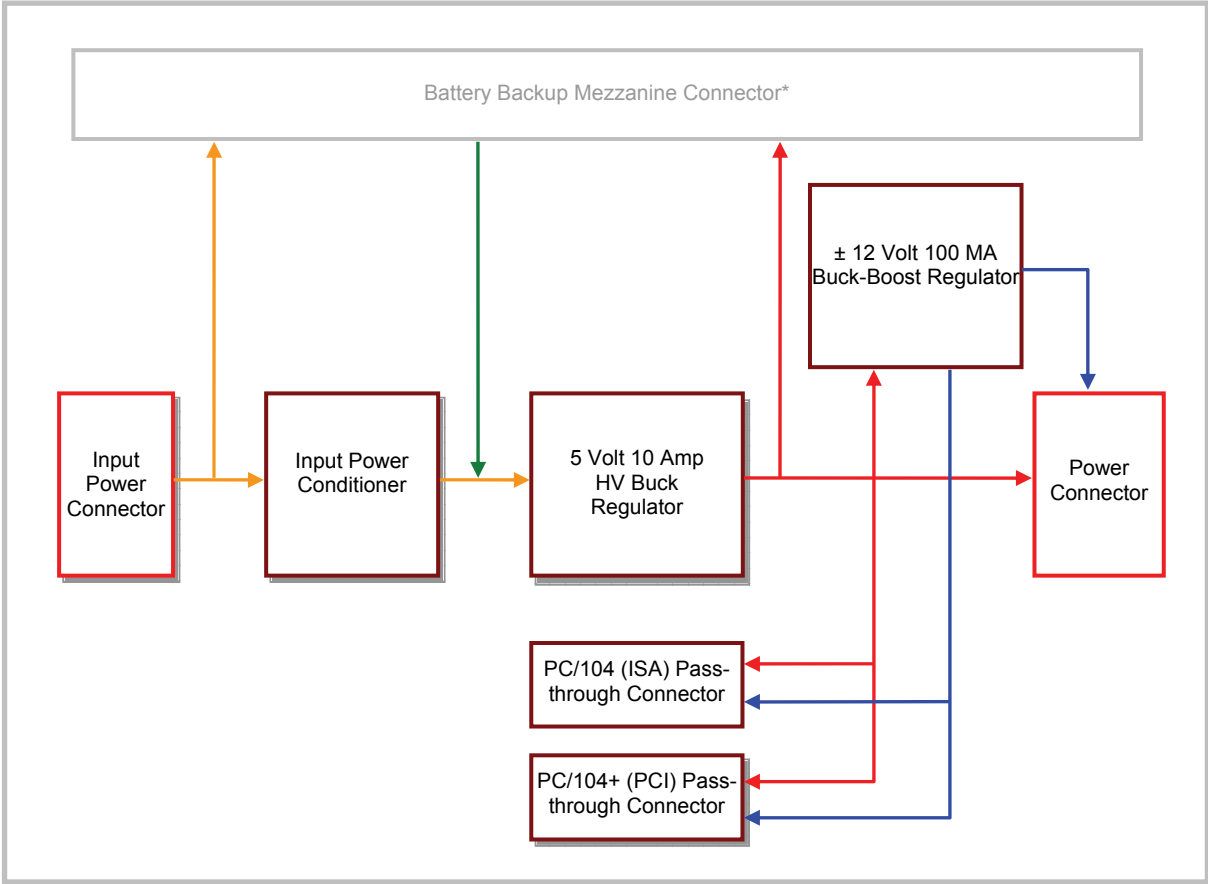 Battery Backup Mezzanine Connector*
± 12 Volt 100 MA
Buck-Boost Regulator
Input
Power
Connector
Input Power
Conditioner
5 Volt 10 Amp
HV Buck
Regulator
Power
Connector
PC/104 (ISA) Pass-
through Connector
PC/104+ (PCI) Pass-
through Connector